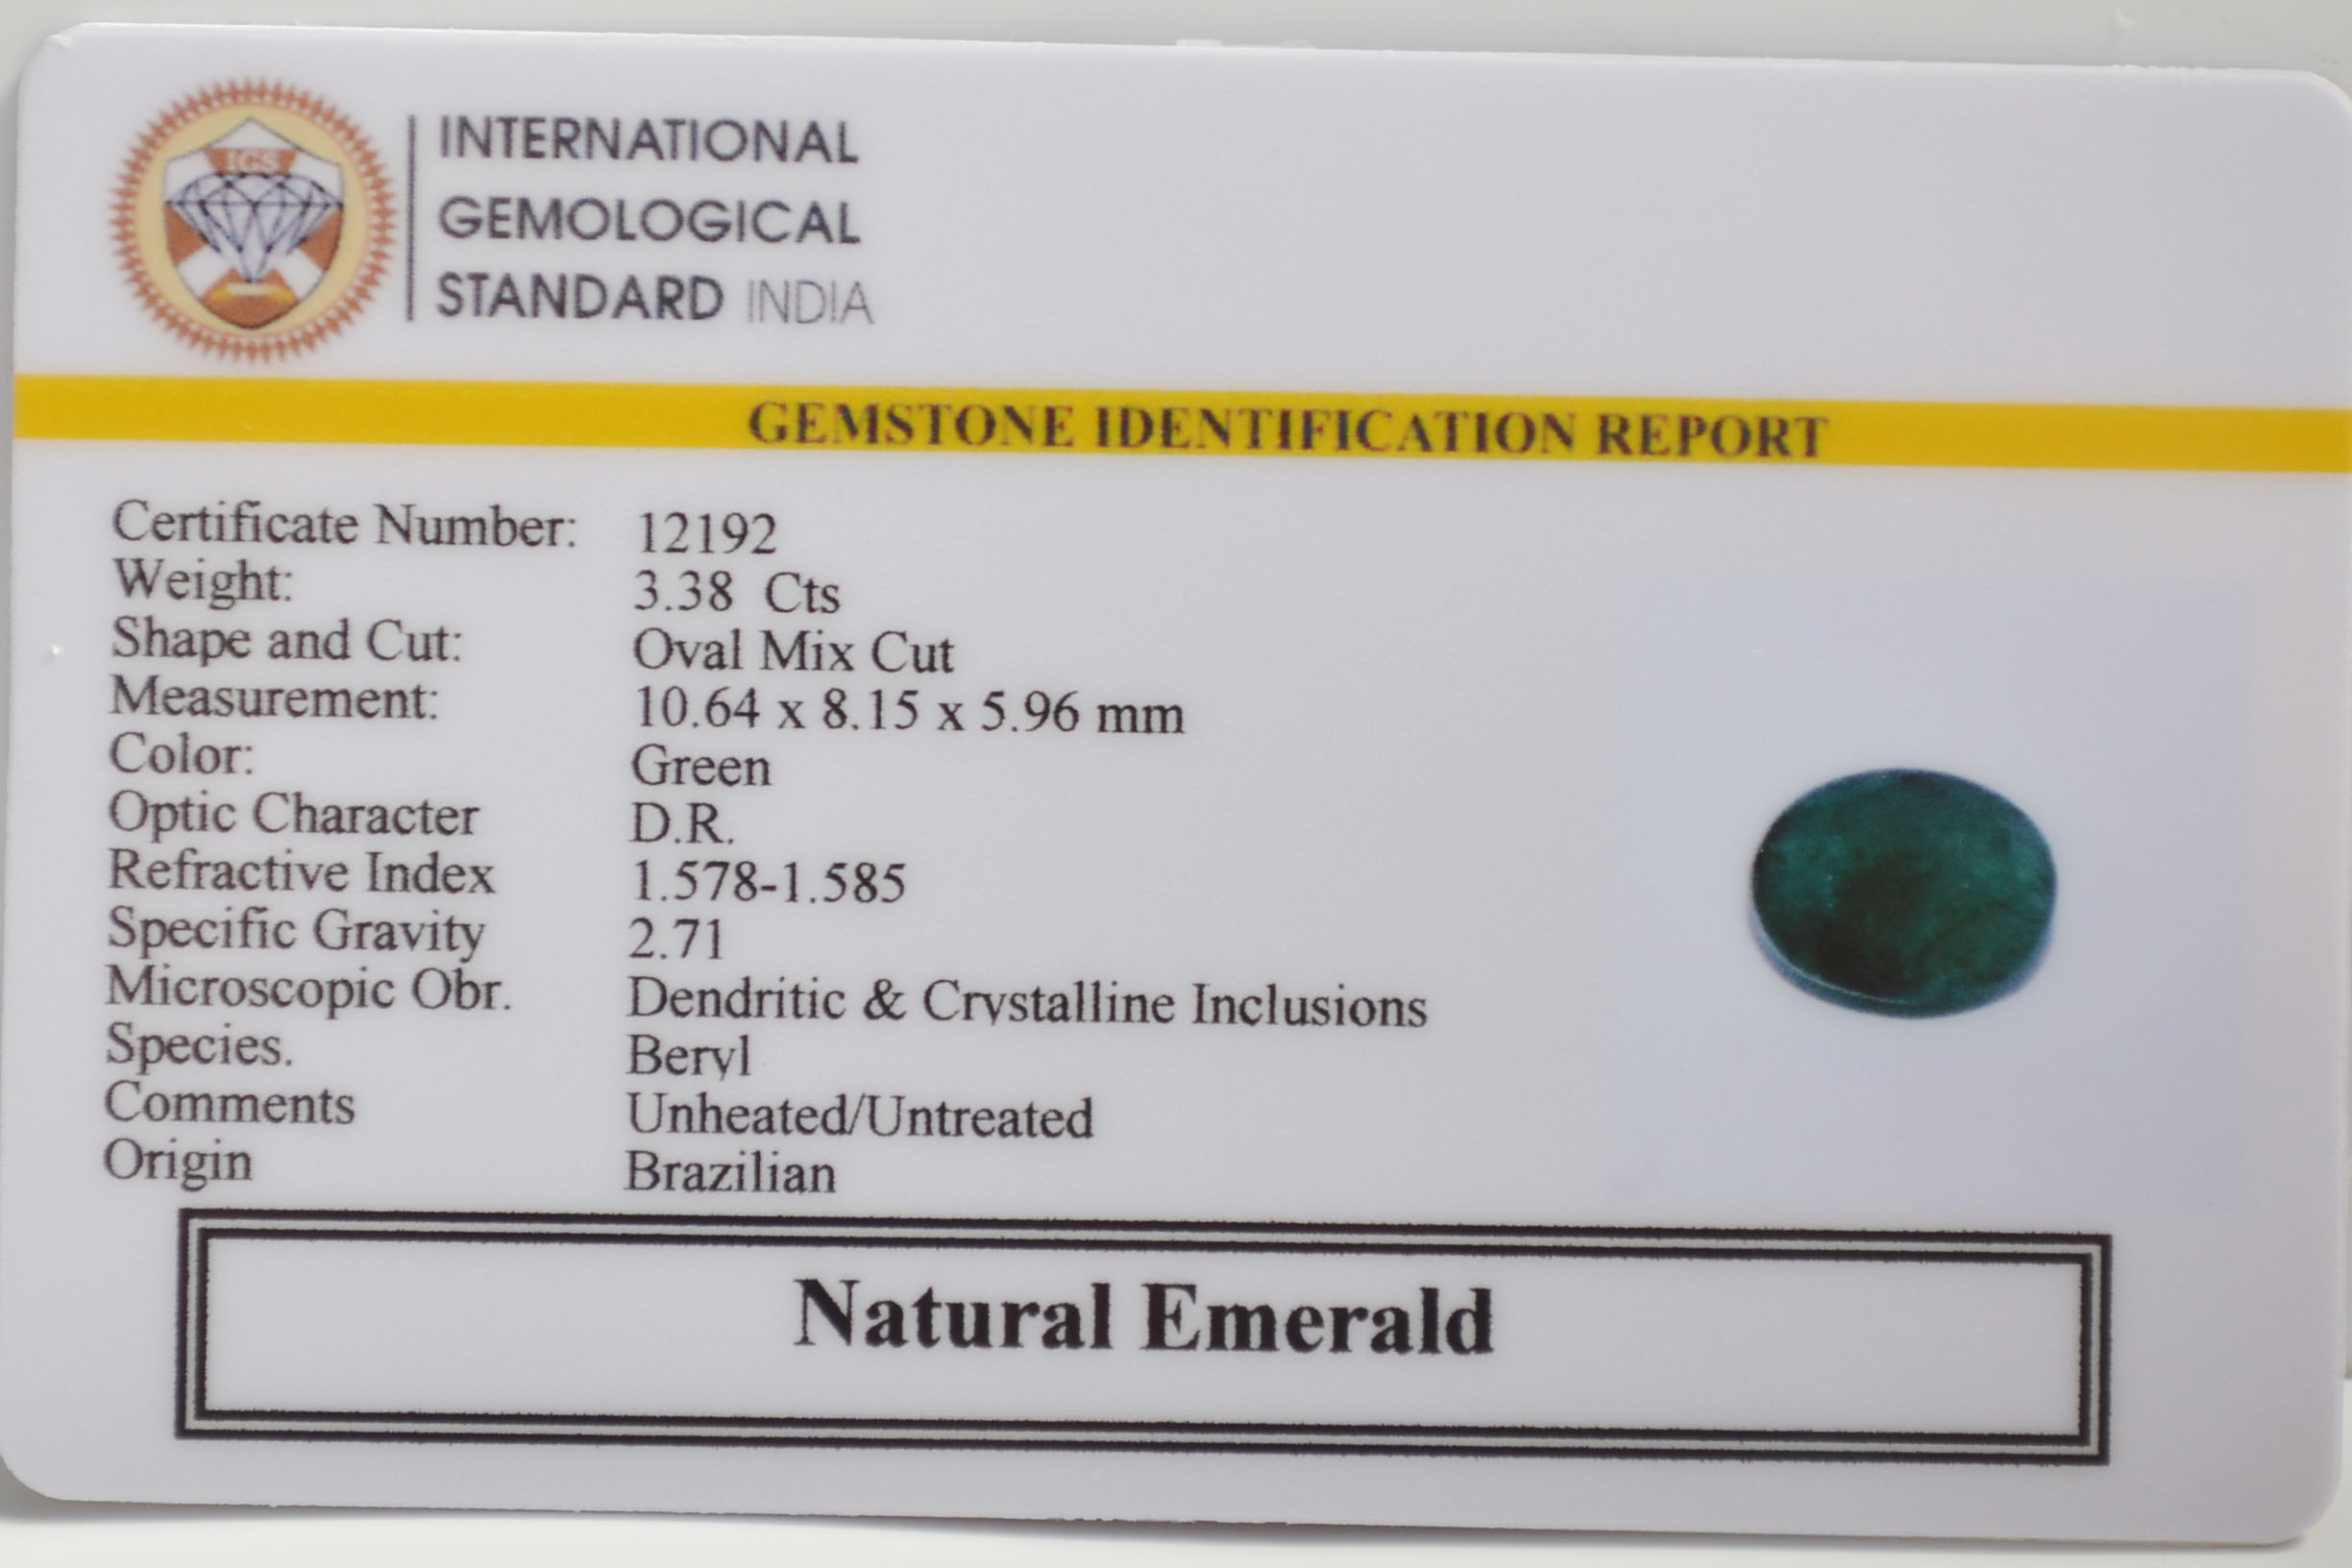 IGS
INTERNATIONAL
GEMOLOGICAL
STANDARD INDIA
GEMSTONE IDENTIFICATION REPORT
Certificate Number: 12192
Weight: 3.38 Cts
Shape and Cut: Oval Mix Cut
Measurement: 10.64 x 8.15 x 5.96 mm
Color: Green
Optic Character D.R.
Refractive Index 1.578-1.585
Specific Gravity 2.71
Microscopic Obr. Dendritic & Crystalline Inclusions
Species. Beryl
Comments Unheated/Untreated
Origin Brazilian
Natural Emerald